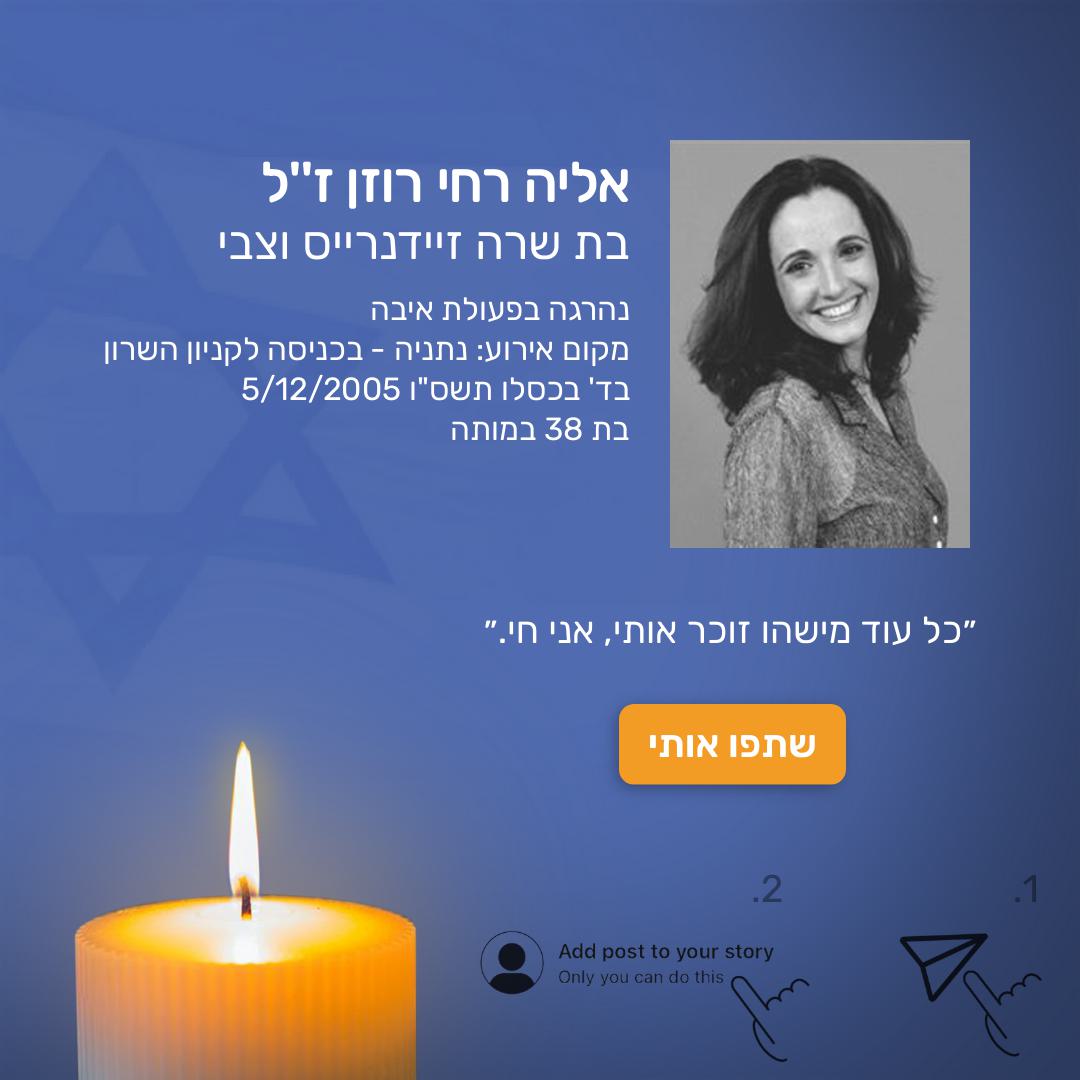 אליה רחי רוזן ז"ל
בת שרה זיידנרייס וצבי
נהרגה בפעולת איבה
מקום אירוע: נתניה - בכניסה לקניון השרון
בד' בכסלו תשס"ו 5/12/2005
בת 38 במותה
״כל עוד מישהו זוכר אותי, אני חי.״
שתפו אותי
1.
2.
Add post to your story
Only you can do this